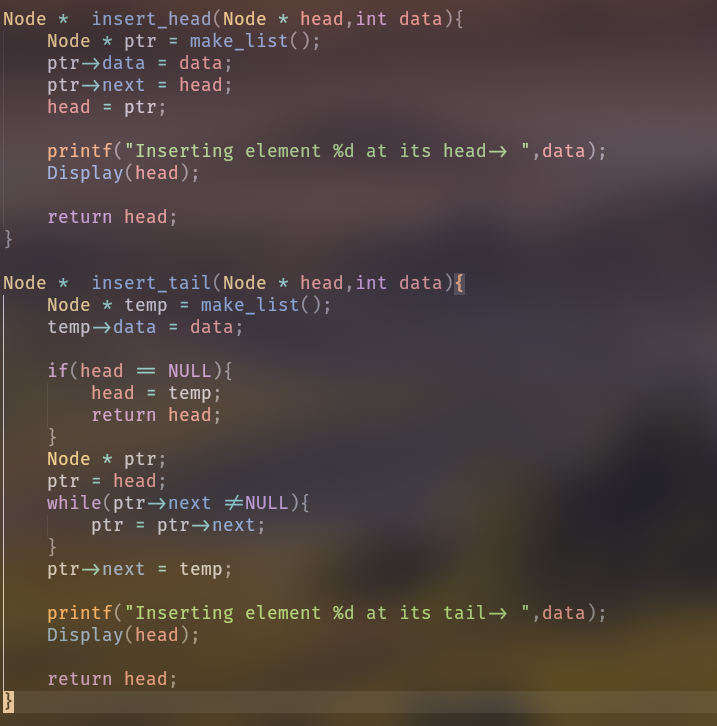 Node *  insert_head(Node * head,int data){
    Node * ptr = make_list();
    ptr->data = data;
    ptr->next = head;
    head = ptr;

    printf("Inserting element %d at its head-> ",data);
    Display(head);

    return head;
}

Node *  insert_tail(Node * head,int data){
    Node * temp = make_list();
    temp->data = data;

    if(head == NULL){
        head = temp;
        return head;
    }
    Node * ptr;
    ptr = head;
    while(ptr->next !=NULL){
        ptr = ptr->next;
    }
    ptr->next = temp;

    printf("Inserting element %d at its tail-> ",data);
    Display(head);

    return head;
}